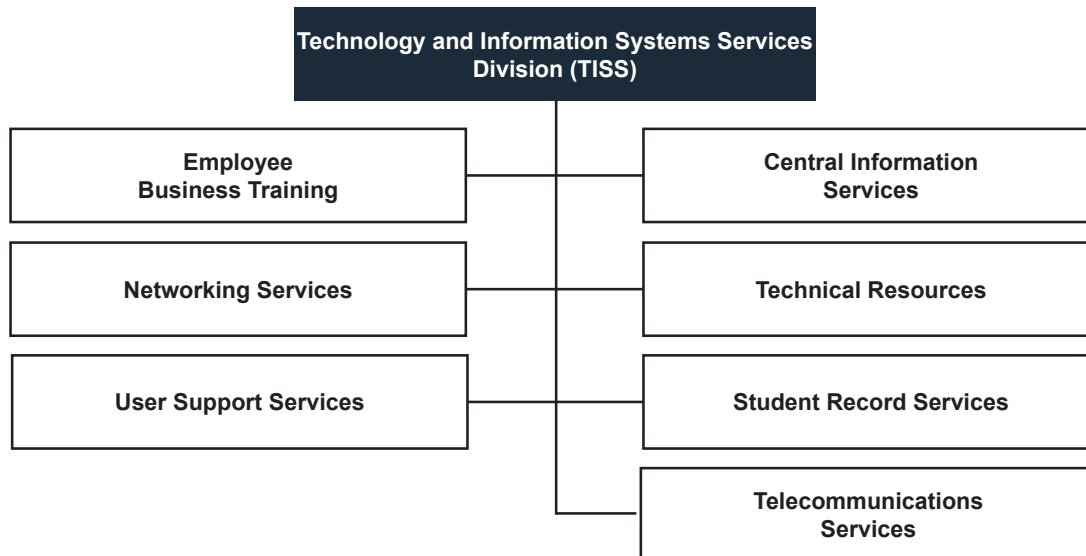 Technology and Information Systems Services
Division (TISS)
Employee
Business Training
Central Information
Services
Networking Services
Technical Resources
User Support Services
Student Record Services
Telecommunications
Services